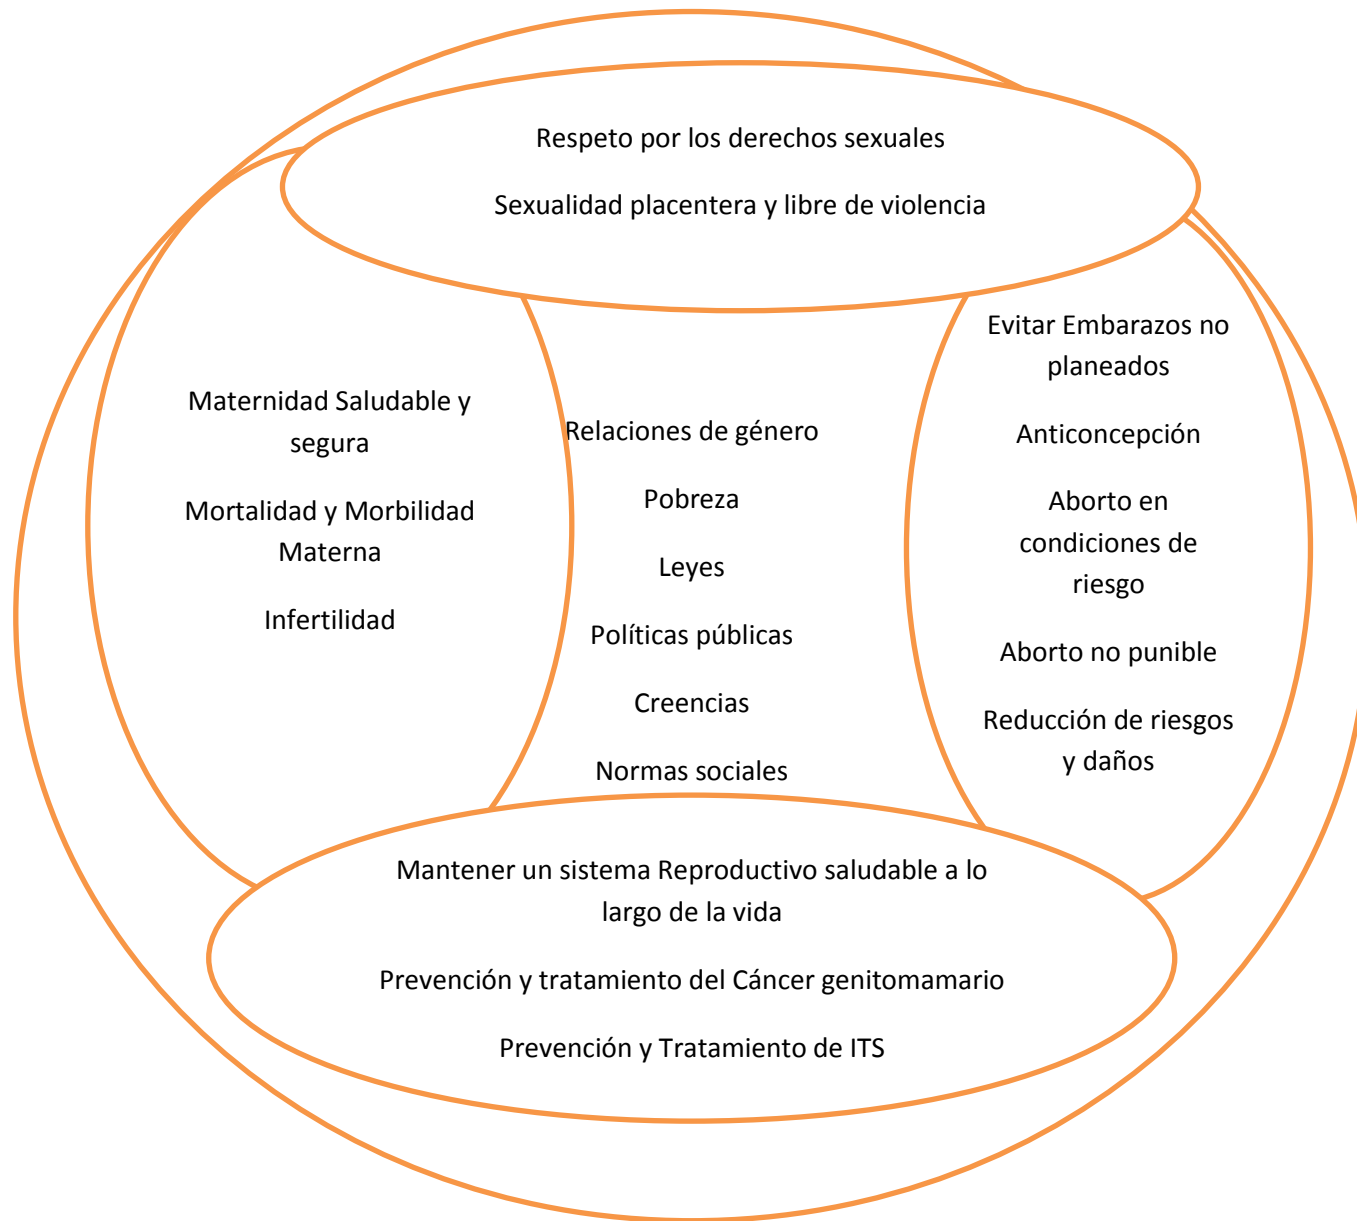 Respeto por los derechos sexuales
Sexualidad placentera y libre de violencia
Maternidad Saludable y
segura
Mortalidad y Morbilidad
Materna
Infertilidad
Relaciones de género
Pobreza
Leyes
Políticas públicas
Creencias
Normas sociales
Evitar Embarazos no
planeados
Anticoncepción
Aborto en
condiciones de
riesgo
Aborto no punible
Reducción de riesgos
y daños
Mantener un sistema Reproductivo saludable a lo
largo de la vida
Prevención y tratamiento del Cáncer genitomamario
Prevención y Tratamiento de ITS